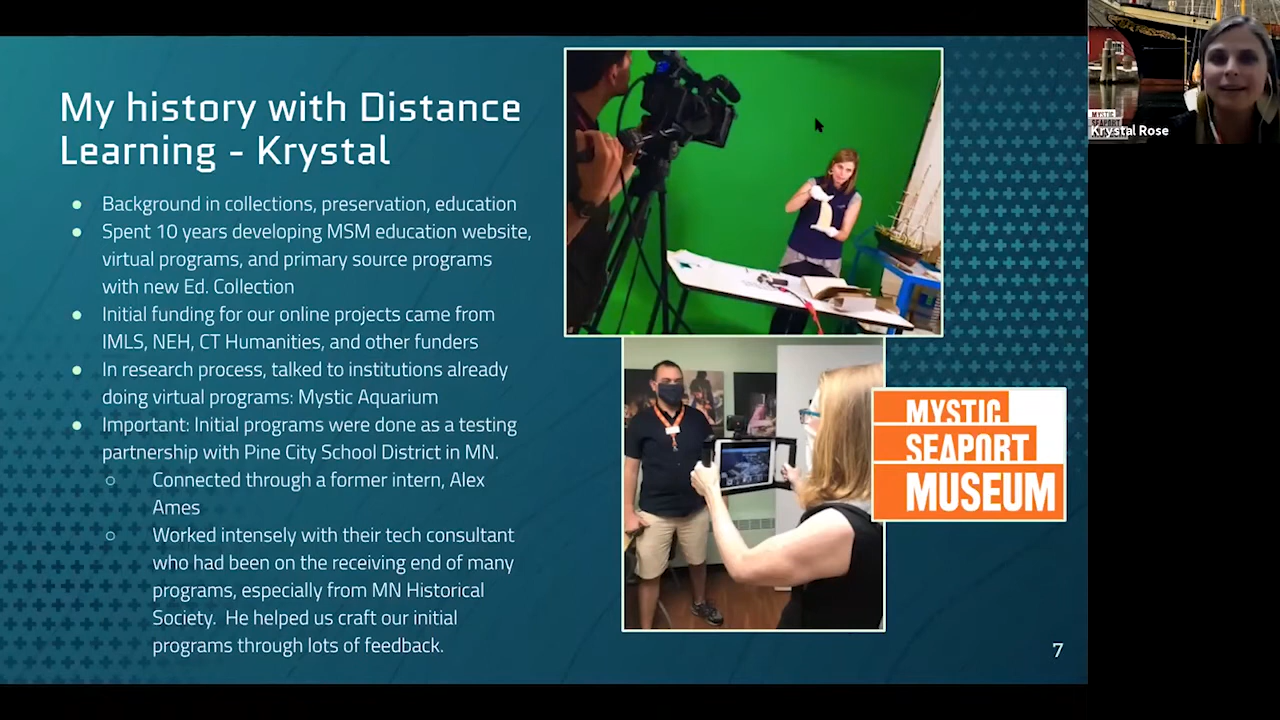 My history with Distance
Learning - Krystal
Background in collections, preservation, education
Spent 10 years developing MSM education website,
virtual programs, and primary source programs
with new Ed. Collection
Initial funding for our online projects came from
IMLS, NEH, CT Humanities, and other funders
In research process, talked to institutions already
doing virtual programs: Mystic Aquarium
Important: Initial programs were done as a testing
partnership with Pine City School District in MN.
Connected through a former intern, Alex
Ames
Worked intensely with their tech consultant
who had been on the receiving end of many
programs, especially from MN Historical
Society. He helped us craft our initial
programs through lots of feedback.
MYSTIC
SEAPORT
MUSEUM
7
MYSTIC
SEAPORT
Krystal Rose